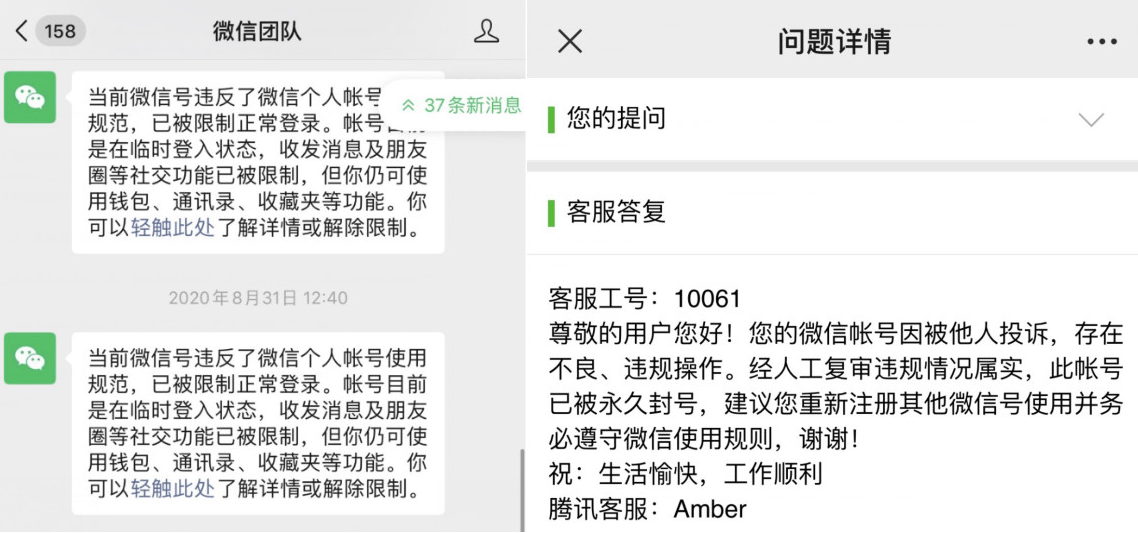 158
微信团队
当前微信号违反了微信个人帐号
37条新消息
规范，已被限制正常登录。帐号
是在临时登入状态，收发消息及朋友
圈等社交功能已被限制，但你仍可使
用钱包、通讯录、收藏夹等功能。你
可以轻触此处了解详情或解除限制。
2020年8月31日 12:40
当前微信号违反了微信个人帐号使用
规范，已被限制正常登录。帐号目前
是在临时登入状态，收发消息及朋友
圈等社交功能已被限制，但你仍可使
用钱包、通讯录、收藏夹等功能。你
可以轻触此处了解详情或解除限制。
问题详情
您的提问
客服答复
客服工号：10061
尊敬的用户您好！您的微信帐号因被他人投诉，存在
不良、违规操作。经人工复审违规情况属实，此帐号
已被永久封号，建议您重新注册其他微信号使用并务
必遵守微信使用规则，谢谢！
祝：生活愉快，工作顺利
腾讯客服：Amber